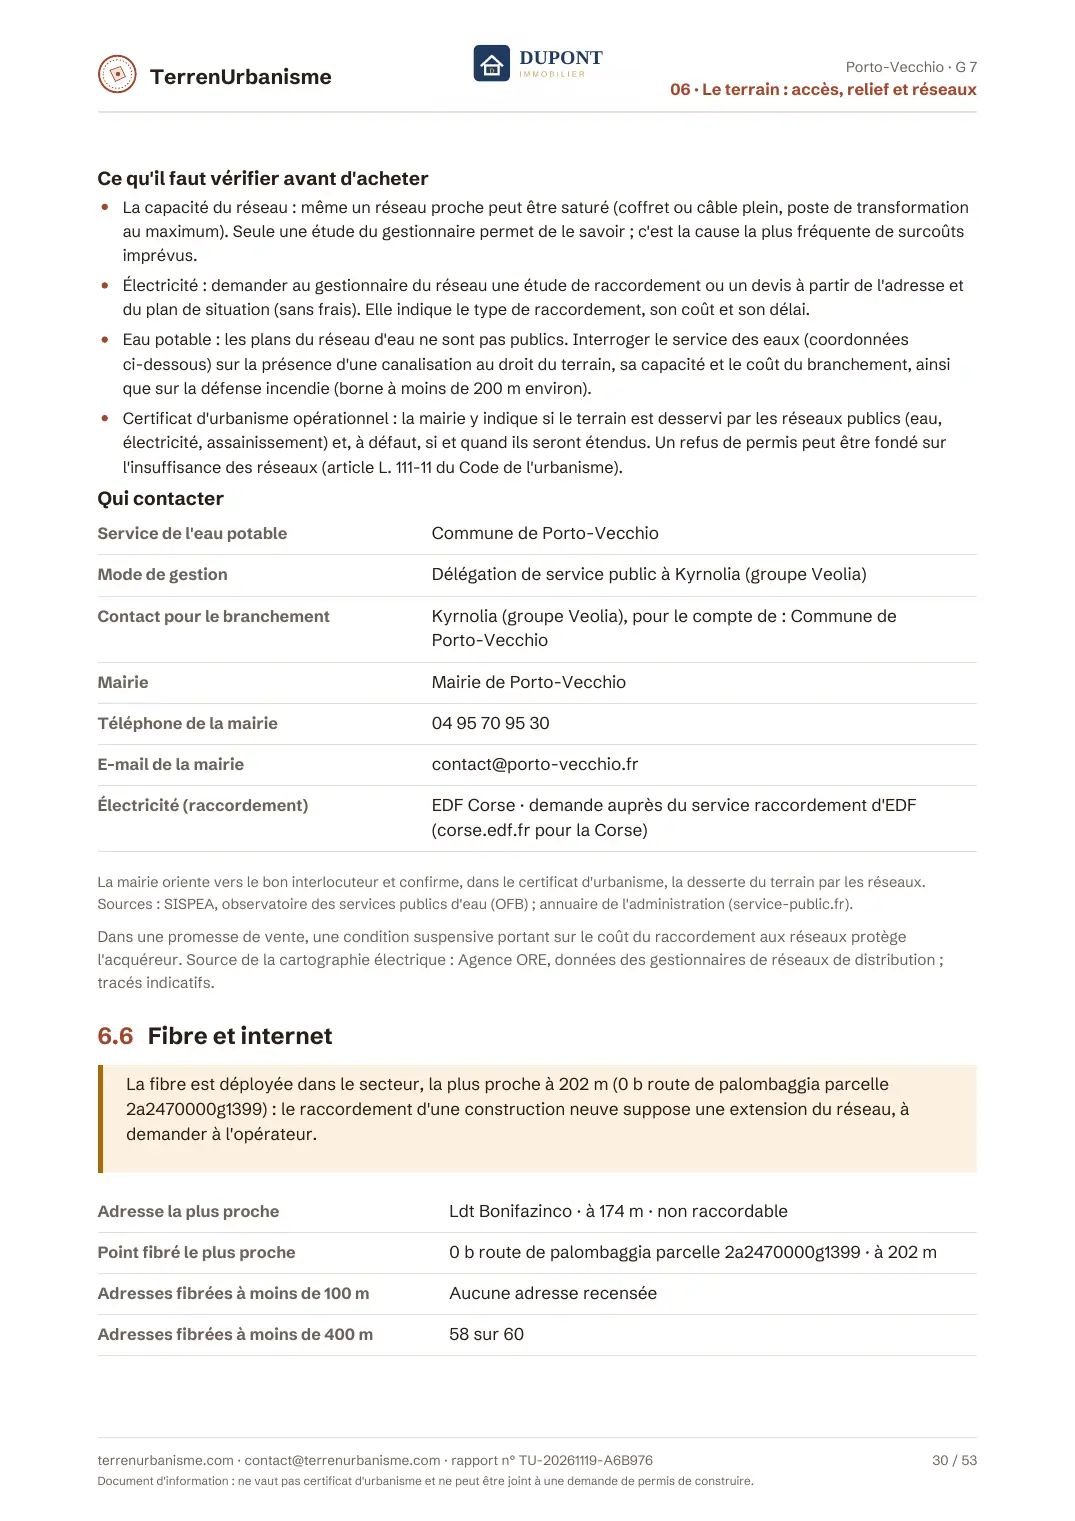 TerrenUrbanisme
DUPONT
IMMOBILIER
Porto-Vecchio · G 7
06 · Le terrain : accès, relief et réseaux
Ce qu'il faut vérifier avant d'acheter
• La capacité du réseau : même un réseau proche peut être saturé (coffret ou câble plein, poste de transformation
au maximum). Seule une étude du gestionnaire permet de le savoir ; c'est la cause la plus fréquente de surcoûts
imprévus.
• Électricité : demander au gestionnaire du réseau une étude de raccordement ou un devis à partir de l'adresse et
du plan de situation (sans frais). Elle indique le type de raccordement, son coût et son délai.
• Eau potable : les plans du réseau d'eau ne sont pas publics. Interroger le service des eaux (coordonnées
ci-dessous) sur la présence d'une canalisation au droit du terrain, sa capacité et le coût du branchement, ainsi
que sur la défense incendie (borne à moins de 200 m environ).
• Certificat d'urbanisme opérationnel : la mairie y indique si le terrain est desservi par les réseaux publics (eau,
électricité, assainissement) et, à défaut, si et quand ils seront étendus. Un refus de permis peut être fondé sur
l'insuffisance des réseaux (article L. 111-11 du Code de l'urbanisme).
Qui contacter
Service de l'eau potable Commune de Porto-Vecchio
Mode de gestion Délégation de service public à Kyrnolia (groupe Veolia)
Contact pour le branchement Kyrnolia (groupe Veolia), pour le compte de : Commune de
Porto-Vecchio
Mairie Mairie de Porto-Vecchio
Téléphone de la mairie 04 95 70 95 30
E-mail de la mairie contact@porto-vecchio.fr
Électricité (raccordement) EDF Corse · demande auprès du service raccordement d'EDF
(corse.edf.fr pour la Corse)
La mairie oriente vers le bon interlocuteur et confirme, dans le certificat d'urbanisme, la desserte du terrain par les réseaux.
Sources : SISPEA, observatoire des services publics d'eau (OFB) ; annuaire de l'administration (service-public.fr).
Dans une promesse de vente, une condition suspensive portant sur le coût du raccordement aux réseaux protège
l'acquéreur. Source de la cartographie électrique : Agence ORE, données des gestionnaires de réseaux de distribution ;
tracés indicatifs.
6.6 Fibre et internet
La fibre est déployée dans le secteur, la plus proche à 202 m (0 b route de palombaggia parcelle
2a2470000g1399) : le raccordement d'une construction neuve suppose une extension du réseau, à
demander à l'opérateur.
Adresse la plus proche Ldt Bonifazinco · à 174 m · non raccordable
Point fibré le plus proche 0 b route de palombaggia parcelle 2a2470000g1399 · à 202 m
Adresses fibrées à moins de 100 m Aucune adresse recensée
Adresses fibrées à moins de 400 m 58 sur 60
terrenurbanisme.com · contact@terrenurbanisme.com · rapport n° TU-20261119-A6B976
30 / 53
Document d'information : ne vaut pas certificat d'urbanisme et ne peut être joint à une demande de permis de construire.